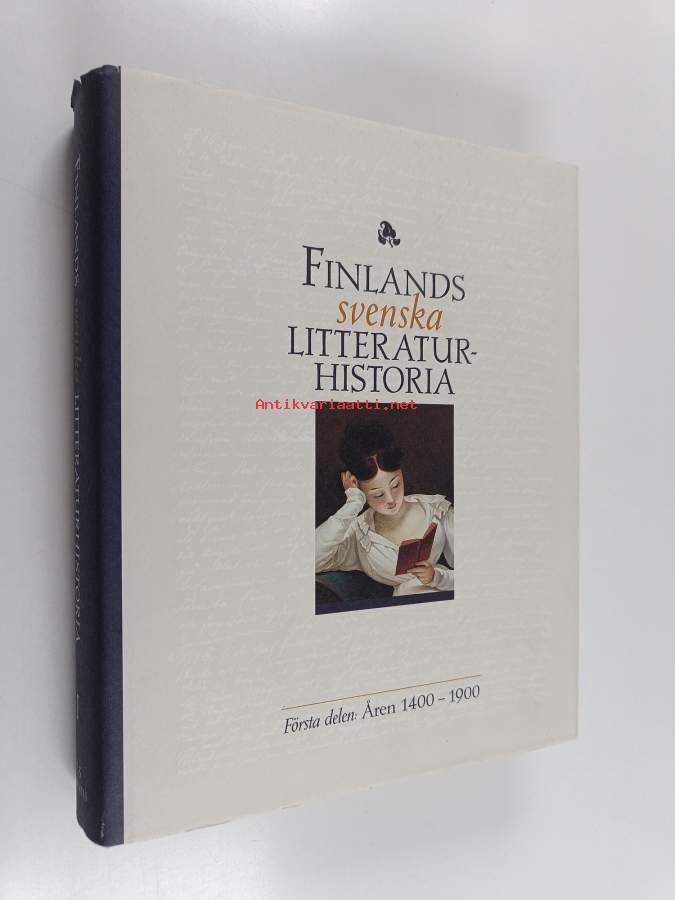 FINLANDS
svenska
LITTERATUR-
HISTORIA
Antikvariaatti.net
Första delen: Åren 1400 – 1900
FINLANDS svenska LITTERATURHISTORIA